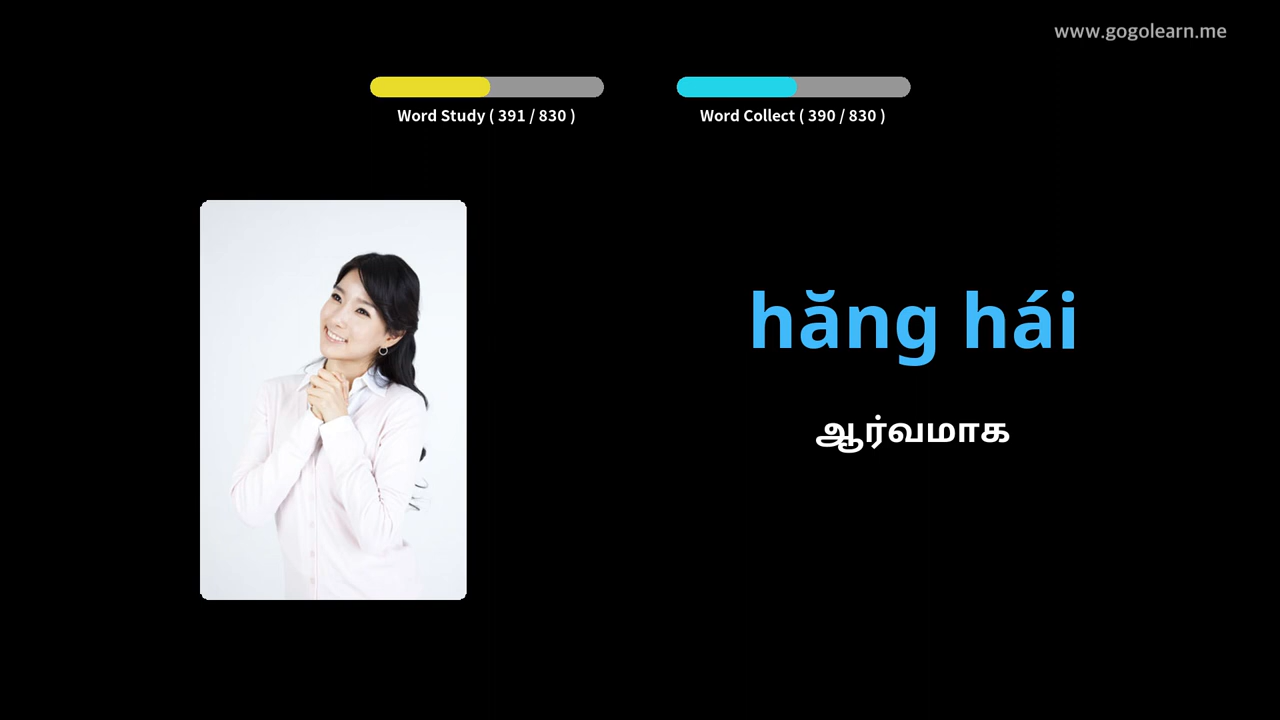 www.gogolearn.me
Word Study ( 391 / 830 )
Word Collect ( 390 / 830 )
hăng hái
ஆர்வமாக